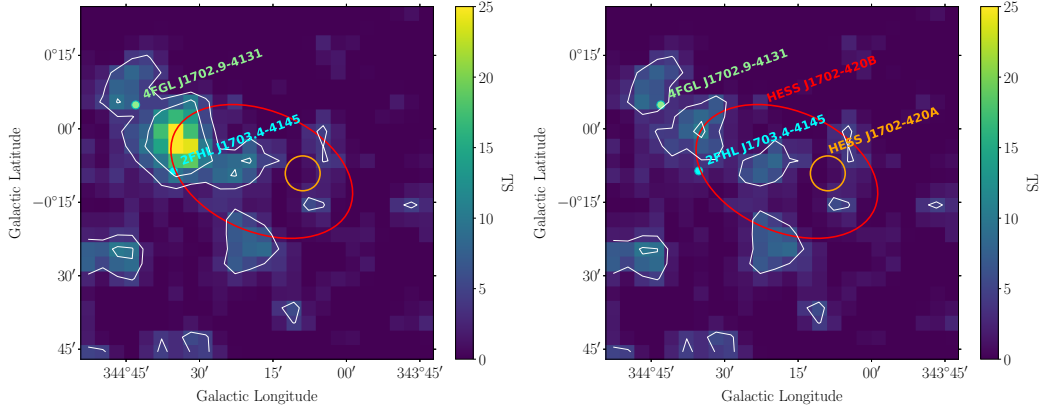 0°15′
00′
−0°15′
30′
45′
Galactic Latitude
344°45′
30′
15′
00′
343°45′
Galactic Longitude
4FGL J1702.9-4131
2FHL J1703.4-4145
25
20
15
10
5
0
TS
0°15′
00′
−0°15′
30′
45′
Galactic Latitude
344°45′
30′
15′
00′
343°45′
Galactic Longitude
4FGL J1702.9-4131
HESS J1702-420B
2FHL J1703.4-4145
HESS J1702-420A
25
20
15
10
5
0
TS